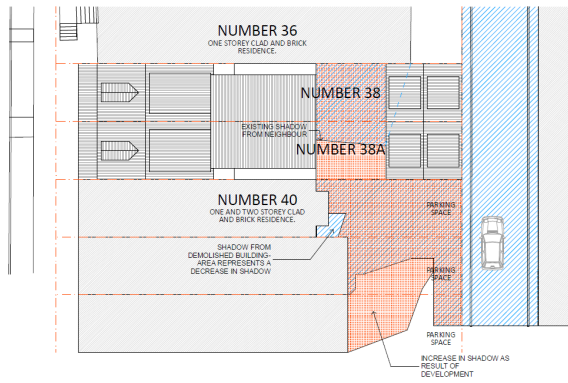 NUMBER 36
ONE STOREY CLAD AND BRICK
RESIDENCE.
NUMBER 38
EXISTING SHADOW
FROM NEIGHBOUR
NUMBER 38A
NUMBER 40
ONE AND TWO STOREY CLAD
AND BRICK RESIDENCE.
PARKING
SPACE
SHADOW FROM
DEMOLISHED BUILDING-
AREA REPRESENTS A
DECREASE IN SHADOW
PARKING
SPACE
PARKING
SPACE
INCREASE IN SHADOW AS
RESULT OF
DEVELOPMENT